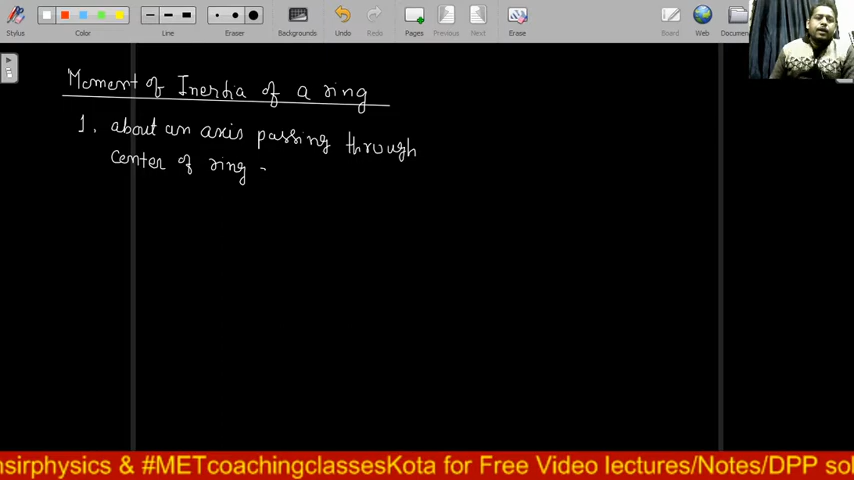 Stylus
Color
Line
Eraser
Backgrounds
Undo
Redo
Pages
Previous
Next
Erase
Board
Web
Documen
Moment of Inertia of a ring
1. about an axis passing through
center of ring -
nsirphysics & #METcoachingclassesKota for Free Video lectures/Notes/DPP sol